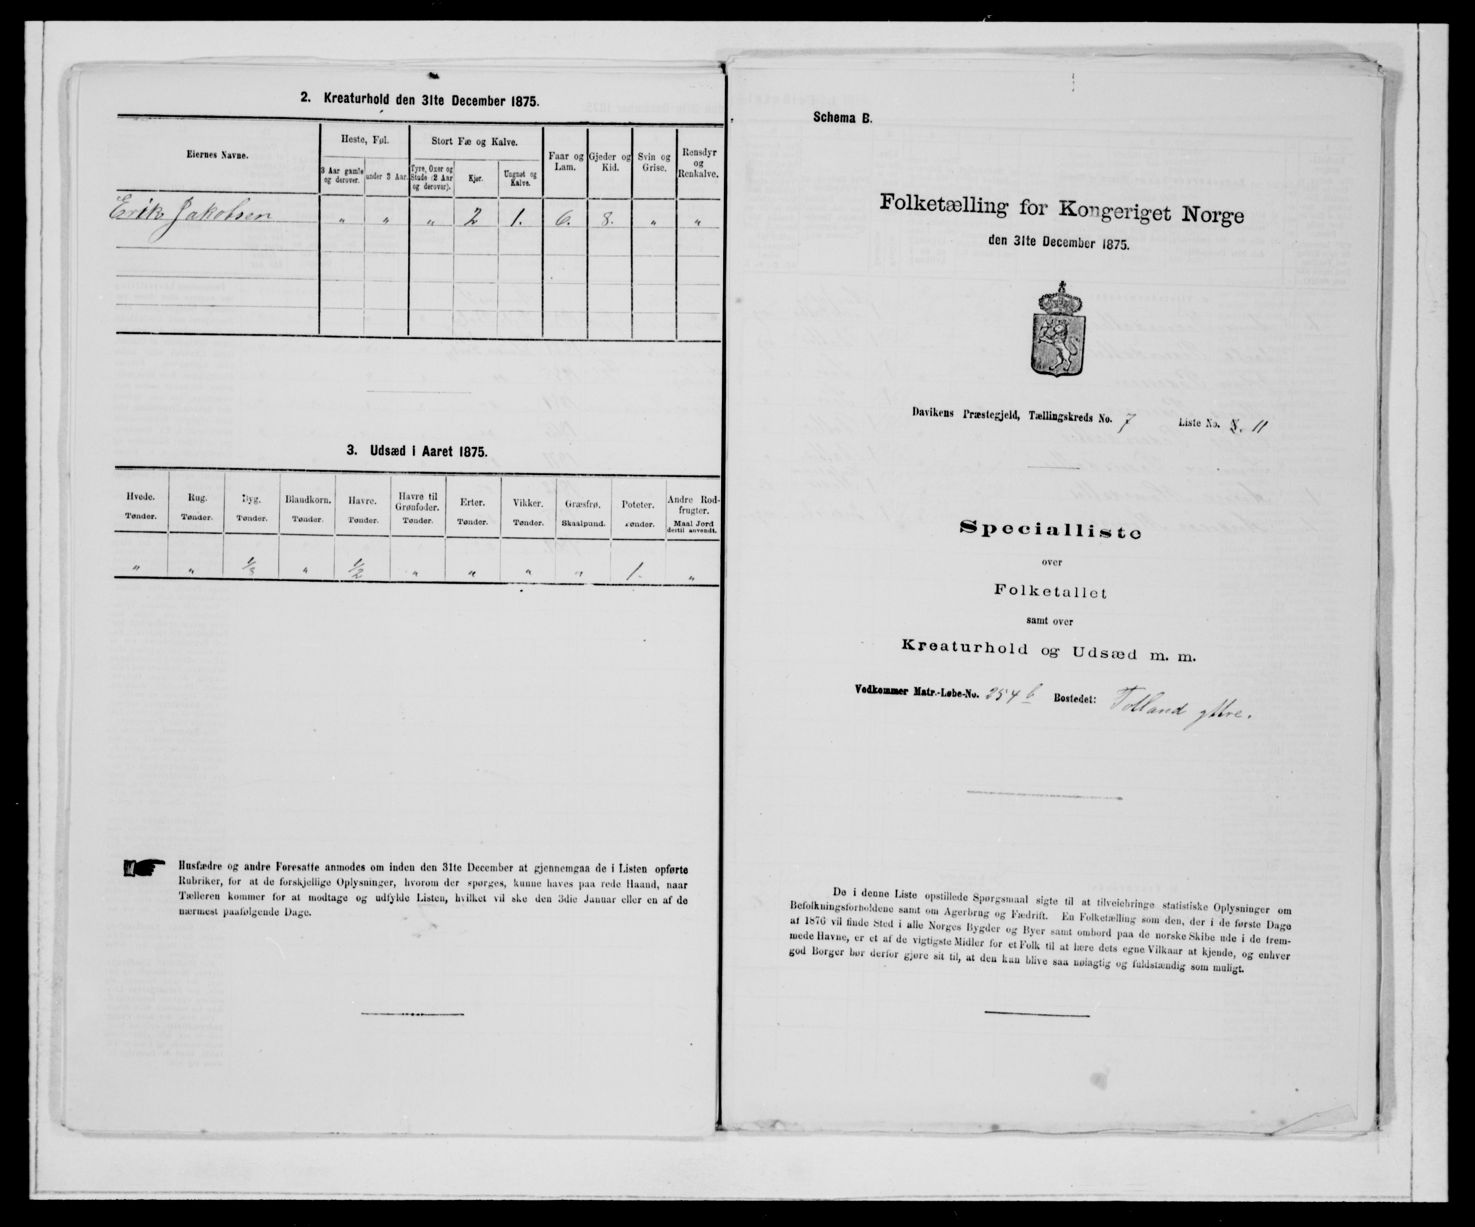 2. Kreaturhold den 31te December 1875.
Eiernes Navne.
Heste, Føl.
Stort Fæ og Kalve.
Faar og Lam.
Gjeder og Kid.
Svin og Grise.
Rensdyr og Renkalve.
3 Aar gamle og derover.
under 3 Aar.
Tyre, Oxer og Stude (2 Aar og derover).
Kjør.
Ungnøt og Kalve.
Erik Jakobsen " " " 2 1. 6. 8. " "
3. Udsæd i Aaret 1875.
Hvede. Rug. Byg. Blandkorn. Havre. Havre til Grønfoder. Erter. Vikker. Græsfrø. Poteter. Andre Rodfrugter.
Tønder. Tønder. Tønder. Tønder. Tønder. Tønder. Tønder. Tønder. Skaalpund. Tønder. Maal Jord dertil anvendt.
" " 1/8 " 1/2 " " " " 1. "
Husfædre og andre Foresatte anmodes om inden den 31te December at gjennemgaa de i Listen opførte
Rubriker, for at de forskjellige Oplysninger, hvorom der spørges, kunne haves paa rede Haand, naar
Tælleren kommer for at modtage og udfylde Listen, hvilket vil ske den 3die Januar eller en af de
nærmest paafølgende Dage.
Schema B.
Folketælling for Kongeriget Norge
den 31te December 1875.
Davikens Præstegjeld, Tællingskreds No. 7 Liste No. 11
Specialliste
over
Folketallet
samt over
Kreaturhold og Udsæd m. m.
Vedkommer Matr.-Løbe-No. 254 b Bostedet: Totland yttre.
De i denne Liste opstillede Spørgsmaal sigte til at tilveiebringe statistiske Oplysninger om
Befolkningsforholdene samt om Agerbrug og Fædrift. En Folketælling som den, der i de første Dage
af 1876 vil finde Sted i alle Norges Bygder og Byer samt ombord paa de norske Skibe ude i de frem-
mede Havne, er et af de vigtigste Midler for et Folk til at lære dets egne Vilkaar at kjende, og enhver
god Borger bør derfor gjøre sit til, at den kan blive saa nøiagtig og fuldstændig som muligt.